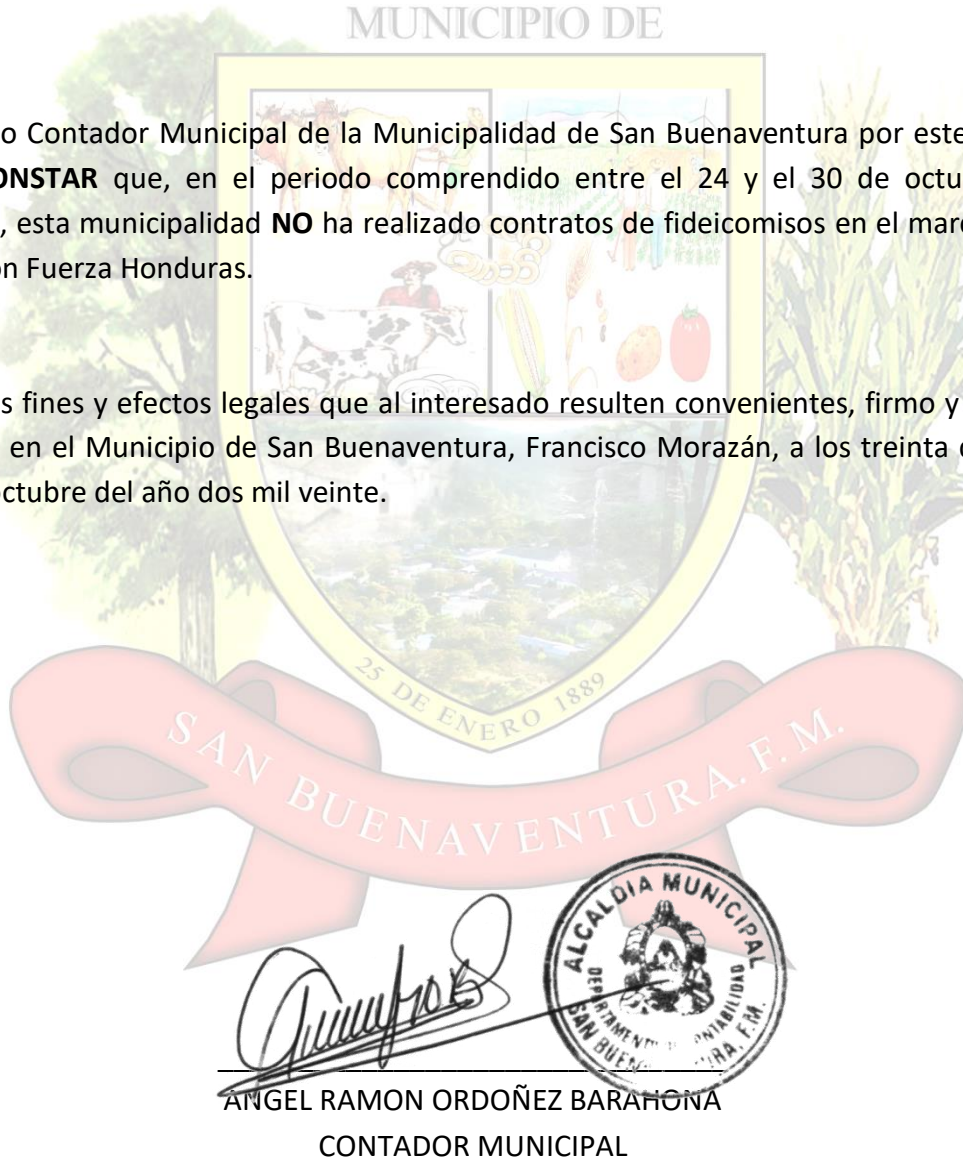 MUNICIPIO DE
o Contador Municipal de la Municipalidad de San Buenaventura por este
ONSTAR que, en el periodo comprendido entre el 24 y el 30 de octu
, esta municipalidad NO ha realizado contratos de fideicomisos en el mar
on Fuerza Honduras.
s fines y efectos legales que al interesado resulten convenientes, firmo y
en el Municipio de San Buenaventura, Francisco Morazán, a los treinta
octubre del año dos mil veinte.
25 DE ENERO 1889
SAN BUENAVENTURA. F. M.
ALCALDIA MUNICIPAL
SAN F.M.
ANGEL RAMON ORDOÑEZ BARAHONA
CONTADOR MUNICIPAL